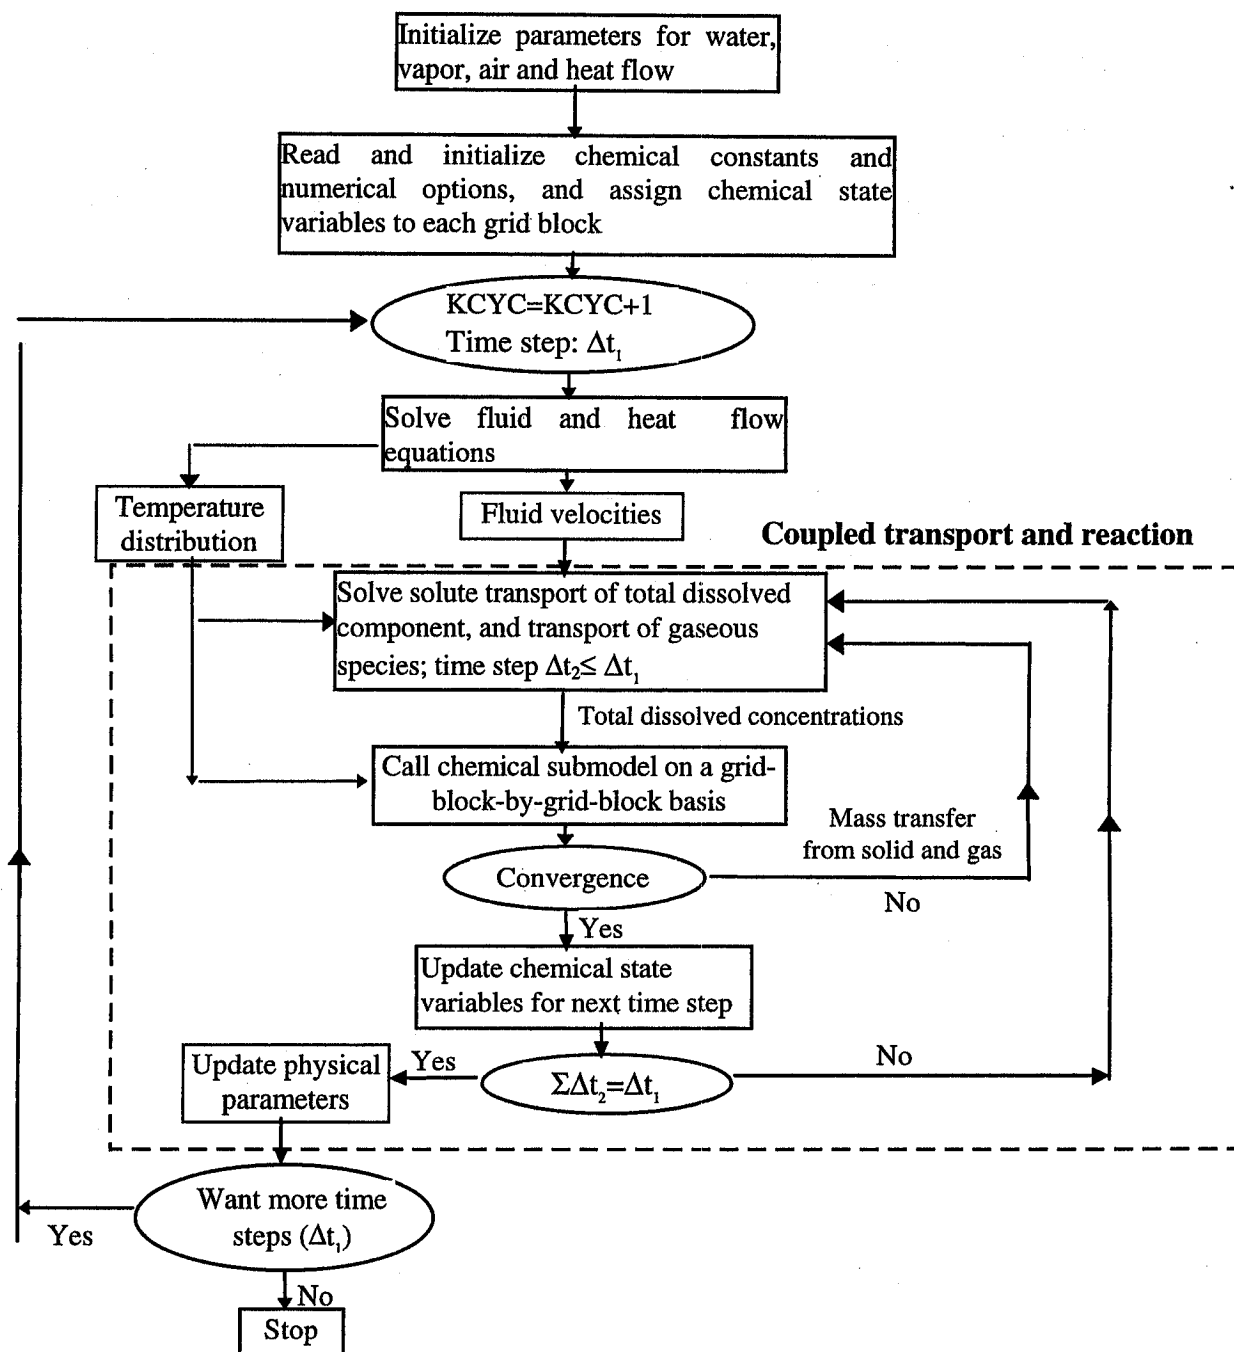 Initialize parameters for water,
vapor, air and heat flow
Read and initialize chemical constants and
numerical options, and assign chemical state
variables to each grid block
KCYC=KCYC+1
Time step: Δt₁
Solve fluid and heat flow
equations
Temperature
distribution
Fluid velocities
Coupled transport and reaction
Solve solute transport of total dissolved
component, and transport of gaseous
species; time step Δt₂≤ Δt₁
Total dissolved concentrations
Call chemical submodel on a grid-
block-by-grid-block basis
Mass transfer
from solid and gas
Convergence
No
Yes
Update chemical state
variables for next time step
Update physical
parameters
Yes
ΣΔt₂=Δt₁
No
Want more time
steps (Δt₁)
Yes
No
Stop